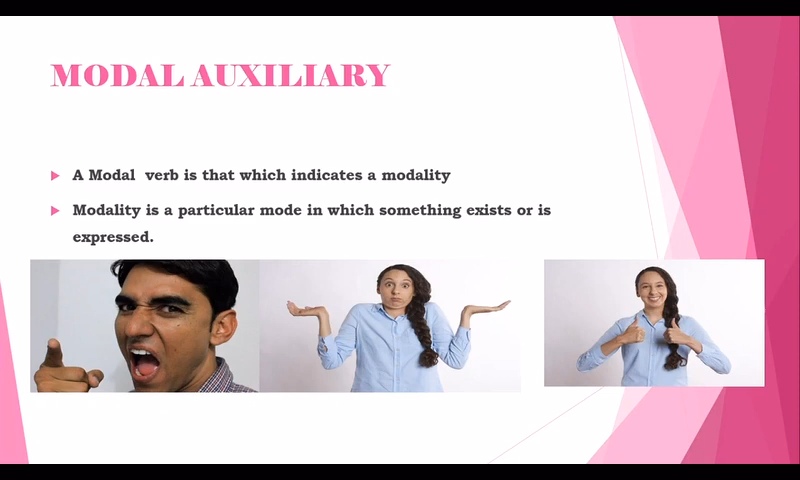 MODAL AUXILIARY
A Modal verb is that which indicates a modality
Modality is a particular mode in which something exists or is
expressed.